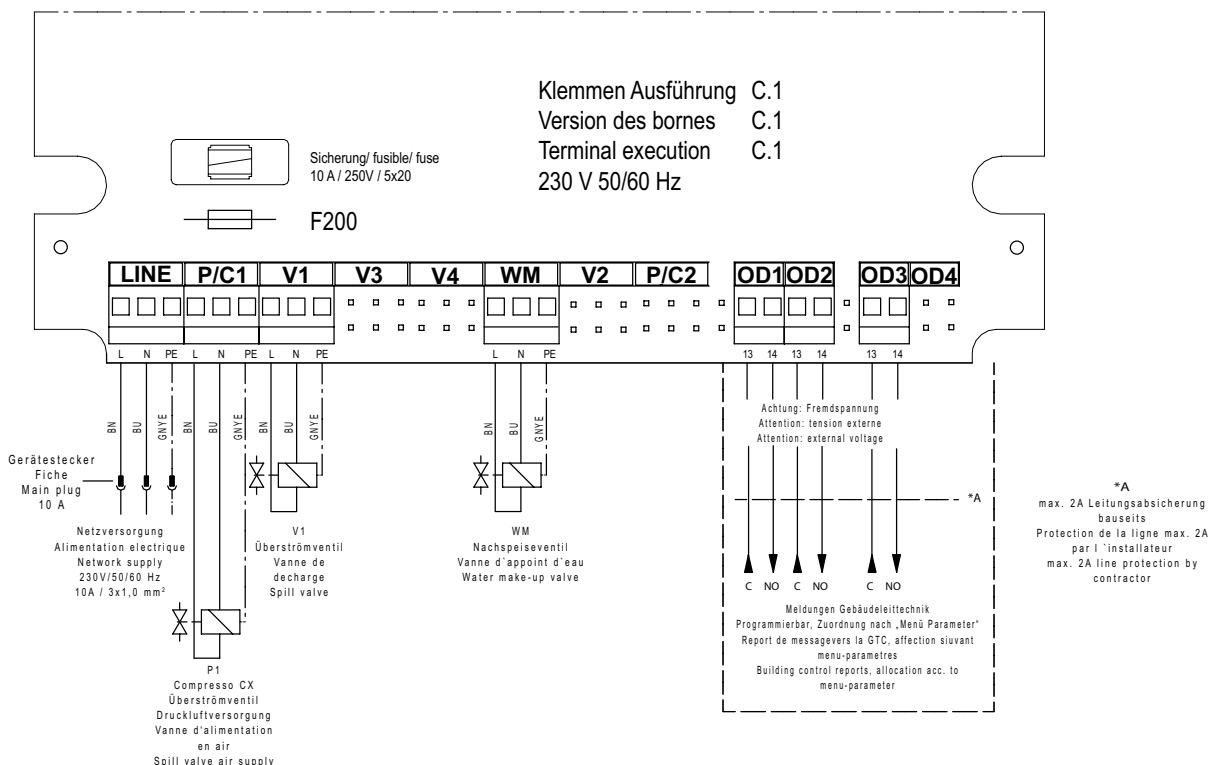 Klemmen Ausführung C.1
Version des bornes C.1
Terminal execution C.1
230 V 50/60 Hz
Sicherung/ fusible/ fuse
10 A / 250V / 5x20
F200
LINE P/C1 V1 V3 V4 WM V2 P/C2 OD1 OD2 OD3 OD4
L N PE L N PE L N PE L N PE 13 14 13 14 13 14
BN BU GNYE BN BU GNYE BN BU GNYE BN BU GNYE
Achtung: Fremdspannung
Attention: tension externe
Attention: external voltage
Gerätestecker
Fiche
Main plug
10 A
Netzversorgung
Alimentation electrique
Network supply
230V/50/60 Hz
10A / 3x1,0 mm²
V1
Überströmventil
Vanne de
decharge
Spill valve
WM
Nachspeiseventil
Vanne d`appoint d`eau
Water make-up valve
*A
C NO C NO C NO
Meldungen Gebäudeleittechnik
Programmierbar, Zuordnung nach „Menü Parameter"
Report de messagevers la GTC, affection siuvant
menu-parametres
Building control reports, allocation acc. to
menu-parameter
*A
max. 2A Leitungsabsicherung
bauseits
Protection de la ligne max. 2A
par l `installateur
max. 2A line protection by
contractor
P1
Compresso CX
Überströmventil
Druckluftversorgung
Vanne d'alimentation
en air
Spill valve air supply